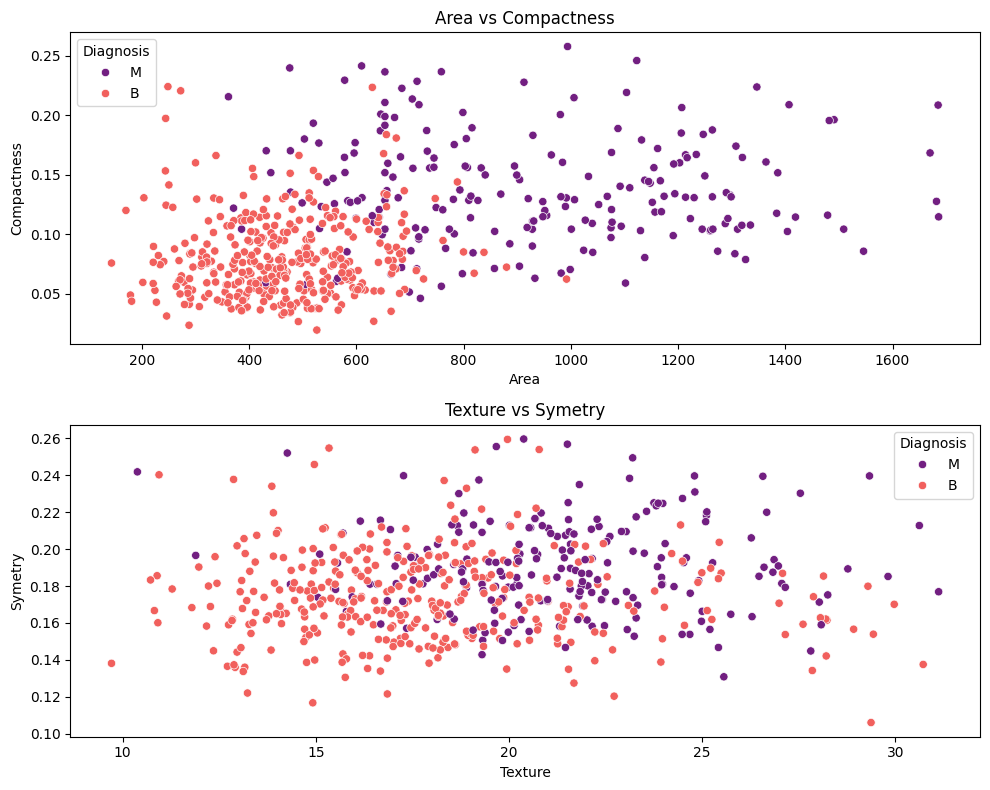 Area vs Compactness
Diagnosis
M
B
0.25
0.20
0.15
0.10
0.05
Compactness
200 400 600 800 1000 1200 1400 1600
Area
Texture vs Symetry
Diagnosis
M
B
0.26
0.24
0.22
0.20
0.18
0.16
0.14
0.12
0.10
Symetry
10 15 20 25 30
Texture